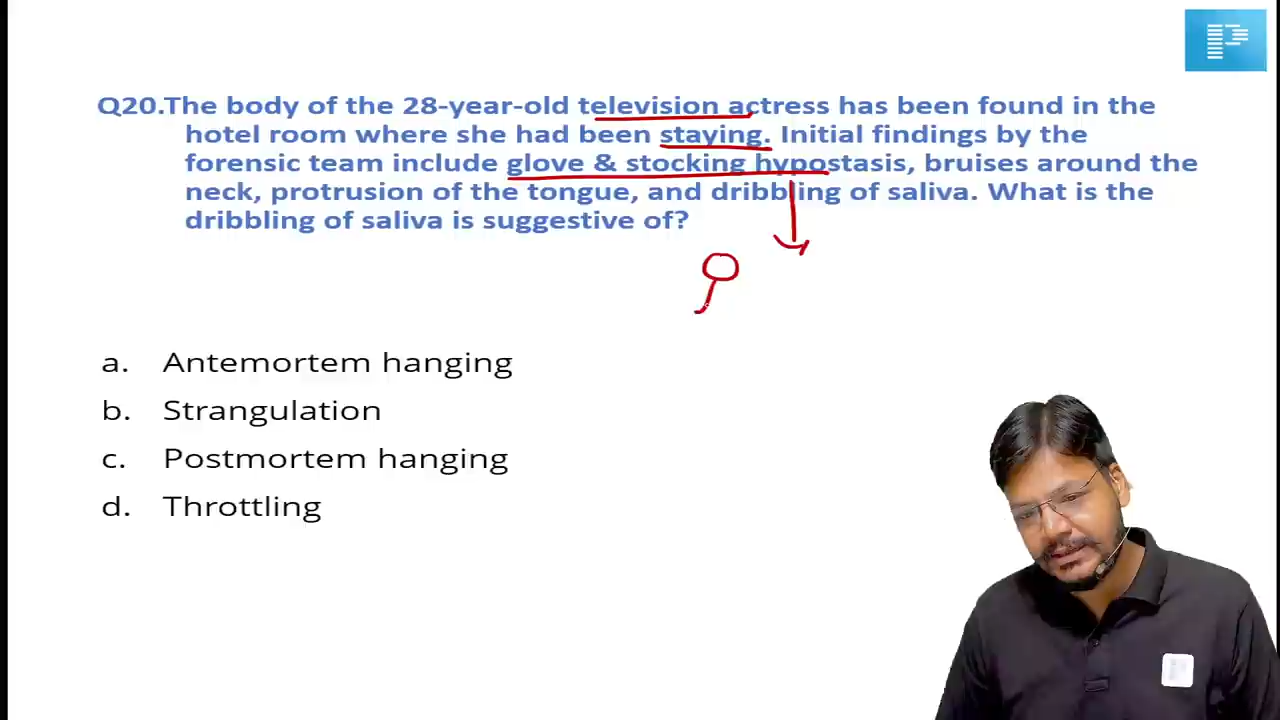 Q20.The body of the 28-year-old television actress has been found in the
hotel room where she had been staying. Initial findings by the
forensic team include glove & stocking hypostasis, bruises around the
neck, protrusion of the tongue, and dribbling of saliva. What is the
dribbling of saliva is suggestive of?
a. Antemortem hanging
b. Strangulation
c. Postmortem hanging
d. Throttling